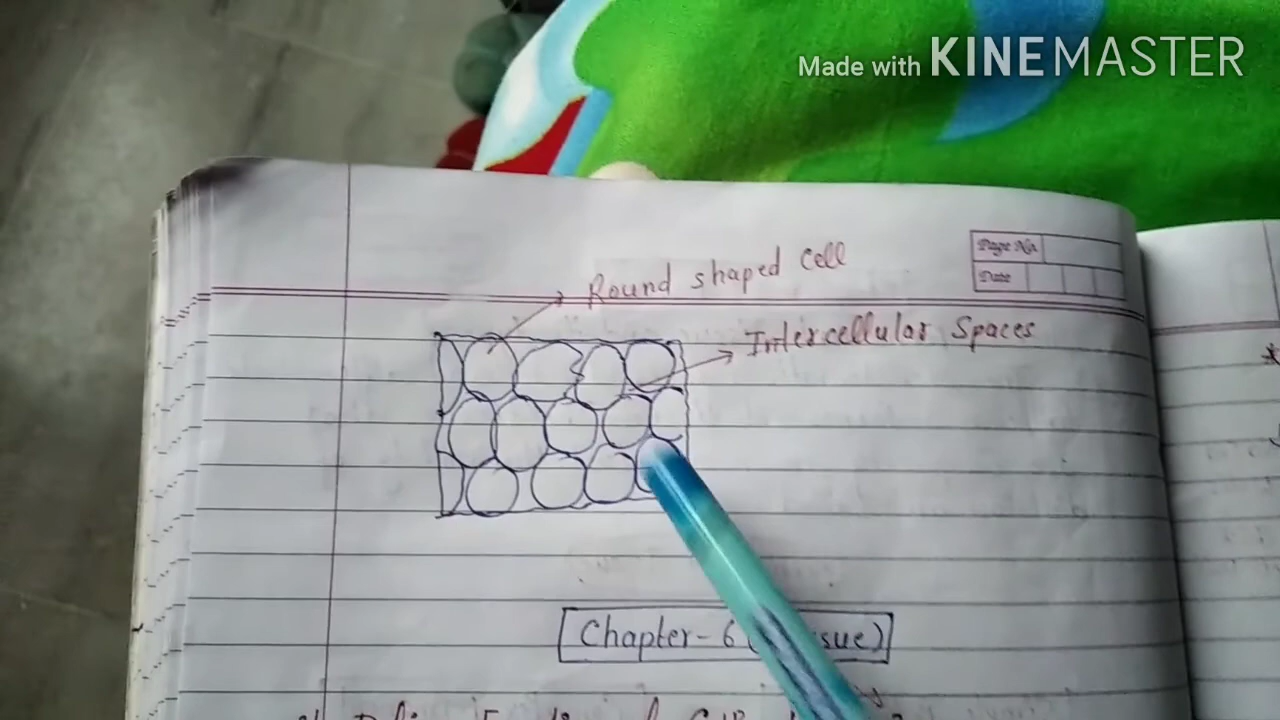 Made with KINEMASTER
Round shaped cell
Page No.
Date
Intercellular Spaces
Chapter-6